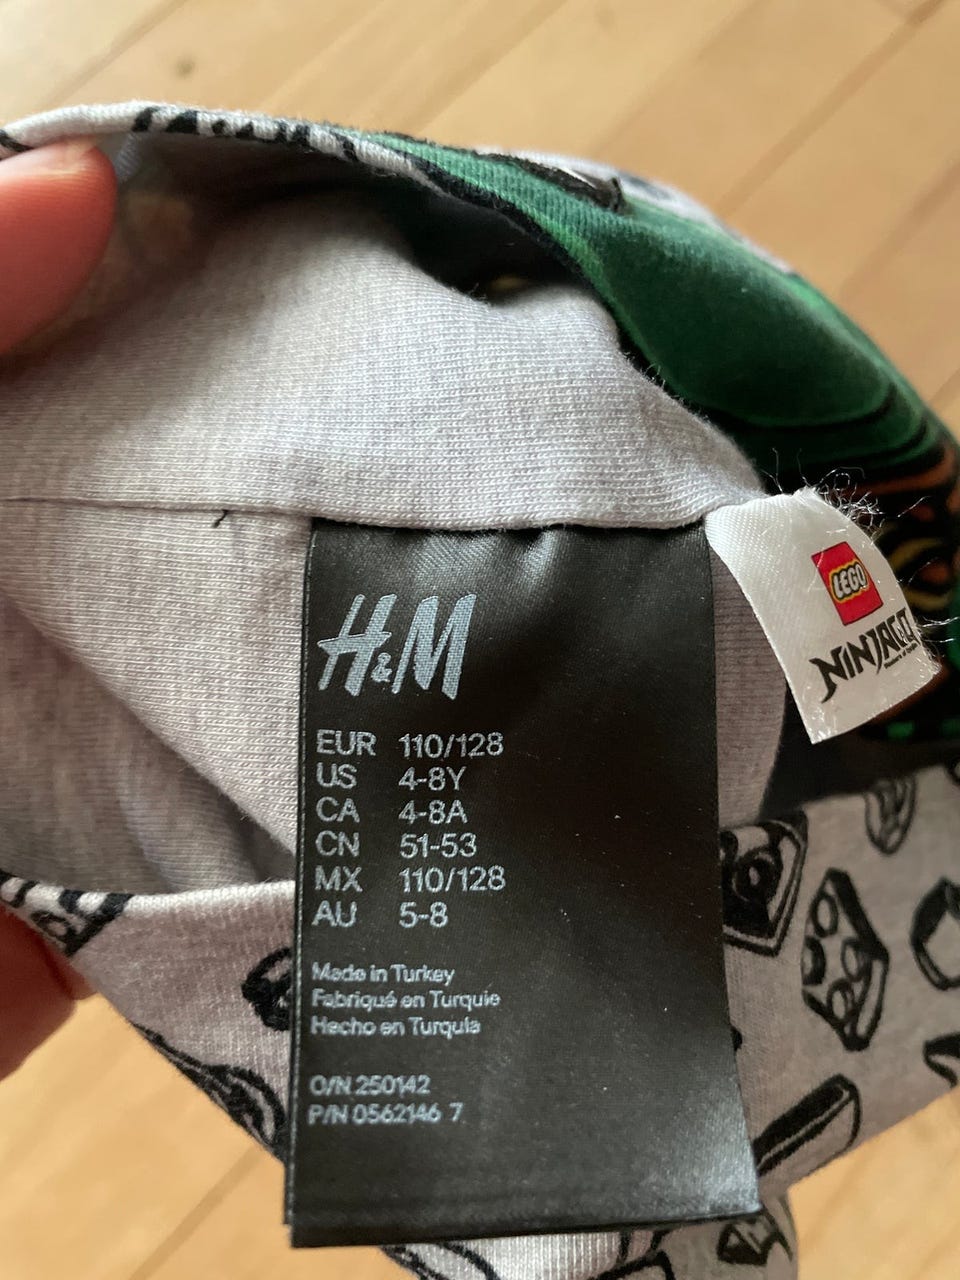 H&M
EUR 110/128
US 4-8Y
CA 4-8A
CN 51-53
MX 110/128
AU 5-8
Made in Turkey
Fabriqué en Turquie
Hecho en Turquía
O/N 250142
P/N 0562146 7
LEGO
NINJAGO